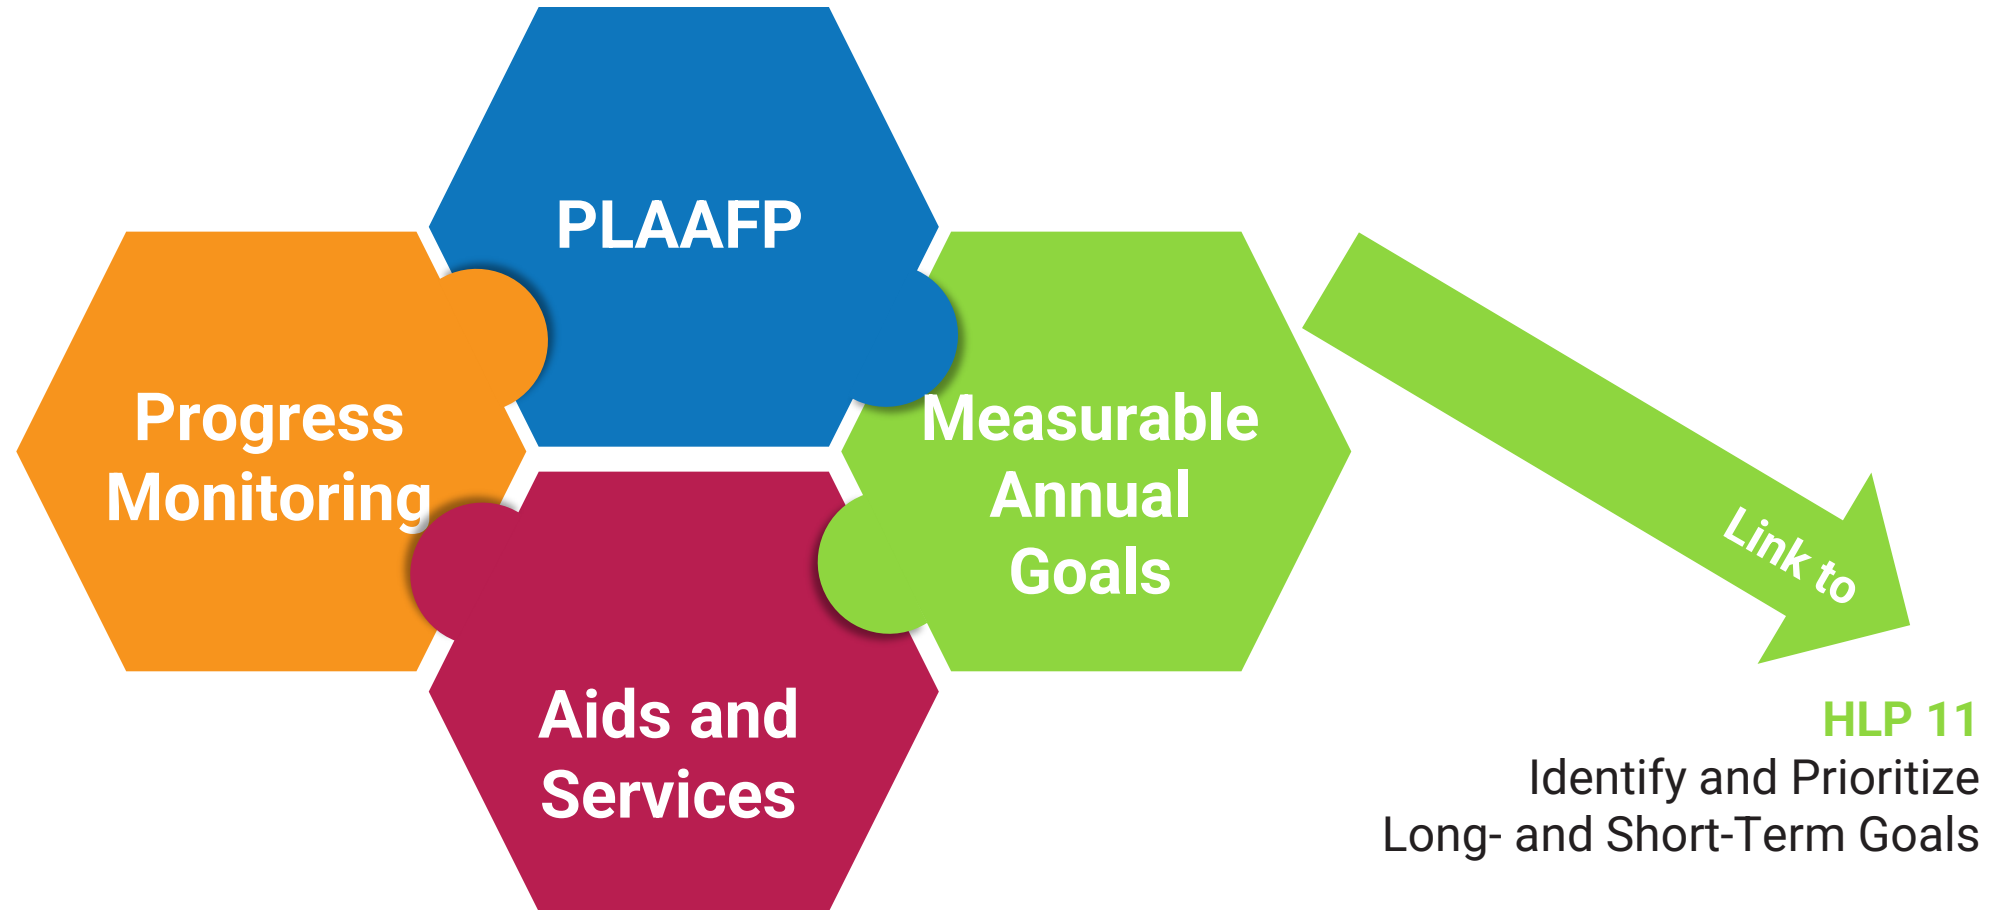 PLAAFP
Progress
Monitoring
Measurable
Annual
Goals
Aids and
Services
Link to
HLP 11
Identify and Prioritize
Long- and Short-Term Goals